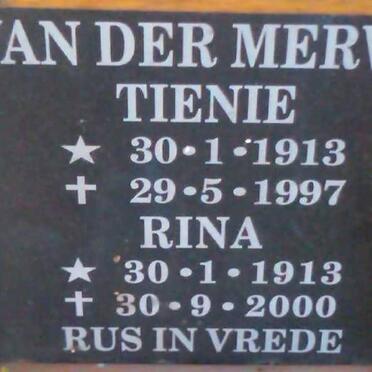 VAN DER MERW
TIENIE
★ 30•1•1913
✝ 29•5•1997
RINA
★ 30•1•1913
✝ 30•9•2000
RUS IN VREDE